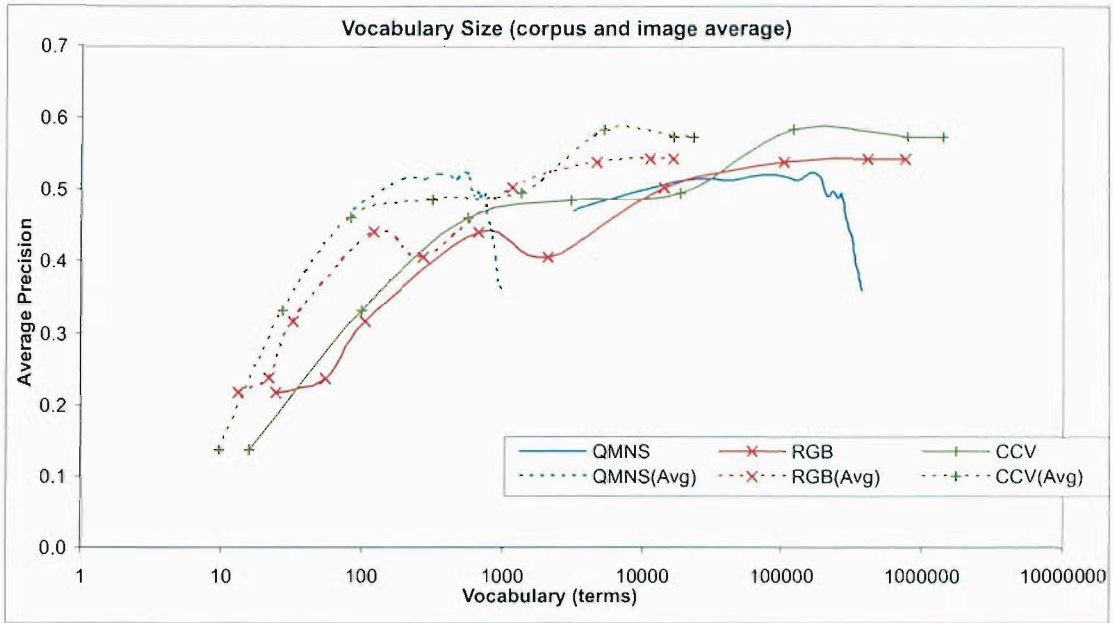 Vocabulary Size (corpus and image average)
0.7
0.6
0.5
0.4
0.3
0.2
0.1
0.0
Average Precision
QMNS RGB CCV
QMNS(Avg) RGB(Avg) CCV(Avg)
1 10 100 1000 10000 100000 1000000 10000000
Vocabulary (terms)